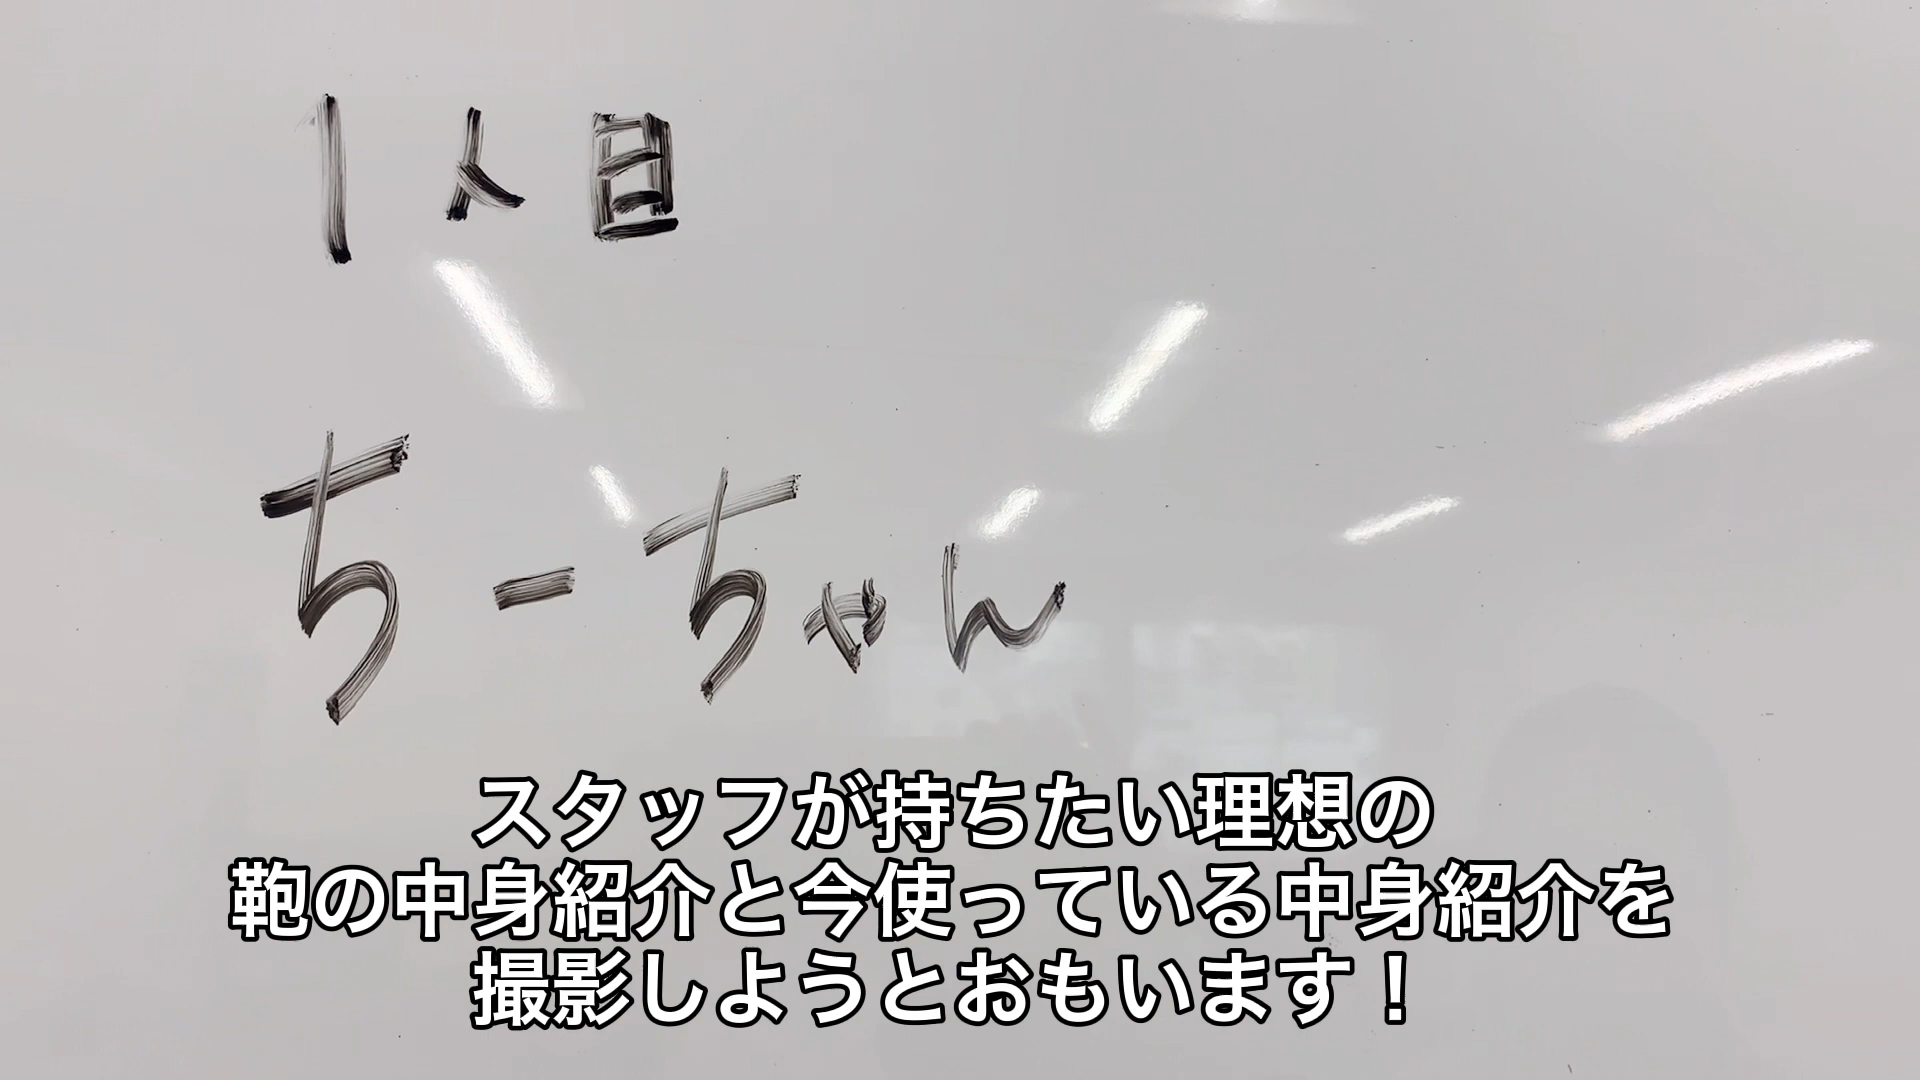 1人目
ちーちゃん
スタッフが持ちたい理想の
鞄の中身紹介と今使っている中身紹介を
撮影しようとおもいます！